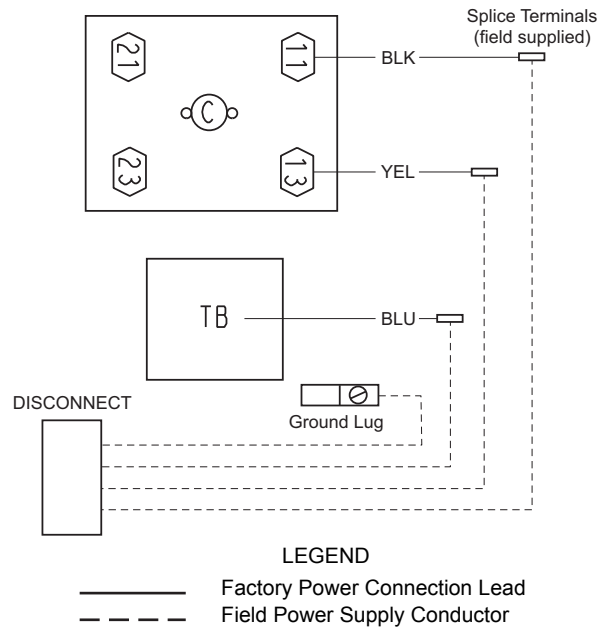 Splice Terminals
(field supplied)
21
11
BLK
C
23
13
YEL
TB
BLU
DISCONNECT
Ground Lug
LEGEND
Factory Power Connection Lead
Field Power Supply Conductor